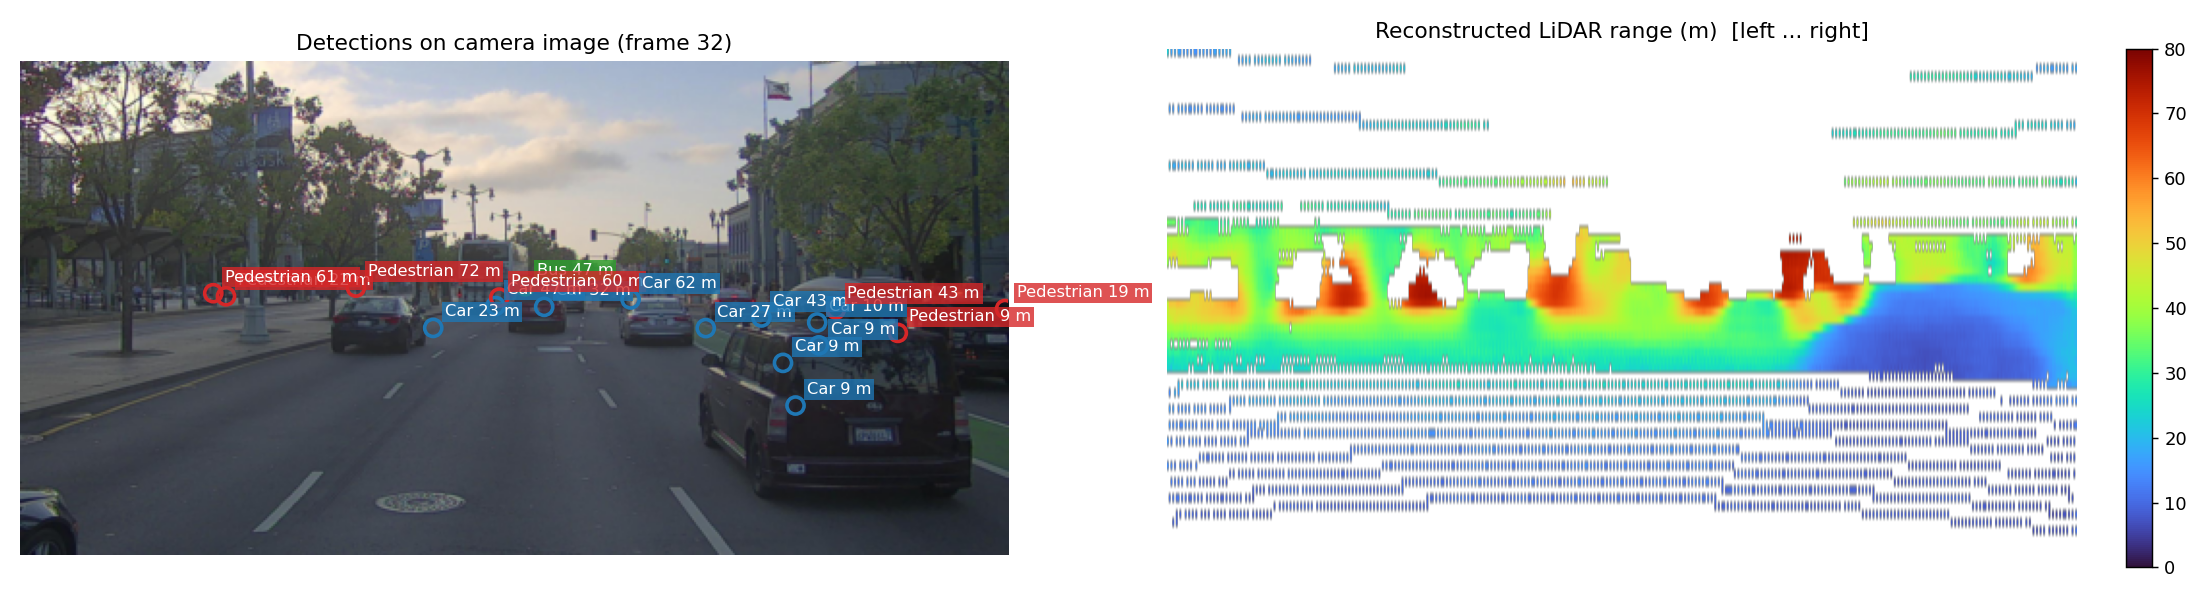 Detections on camera image (frame 32)
Pedestrian 61 m
Pedestrian 72 m
Bus 47 m
Pedestrian 60 m
Car 62 m
Car 23 m
Car 27 m
Car 43 m
Pedestrian 43 m
Pedestrian 19 m
Pedestrian 9 m
Car 9 m
Car 9 m
Car 9 m
Reconstructed LiDAR range (m) [left ... right]
80
70
60
50
40
30
20
10
0